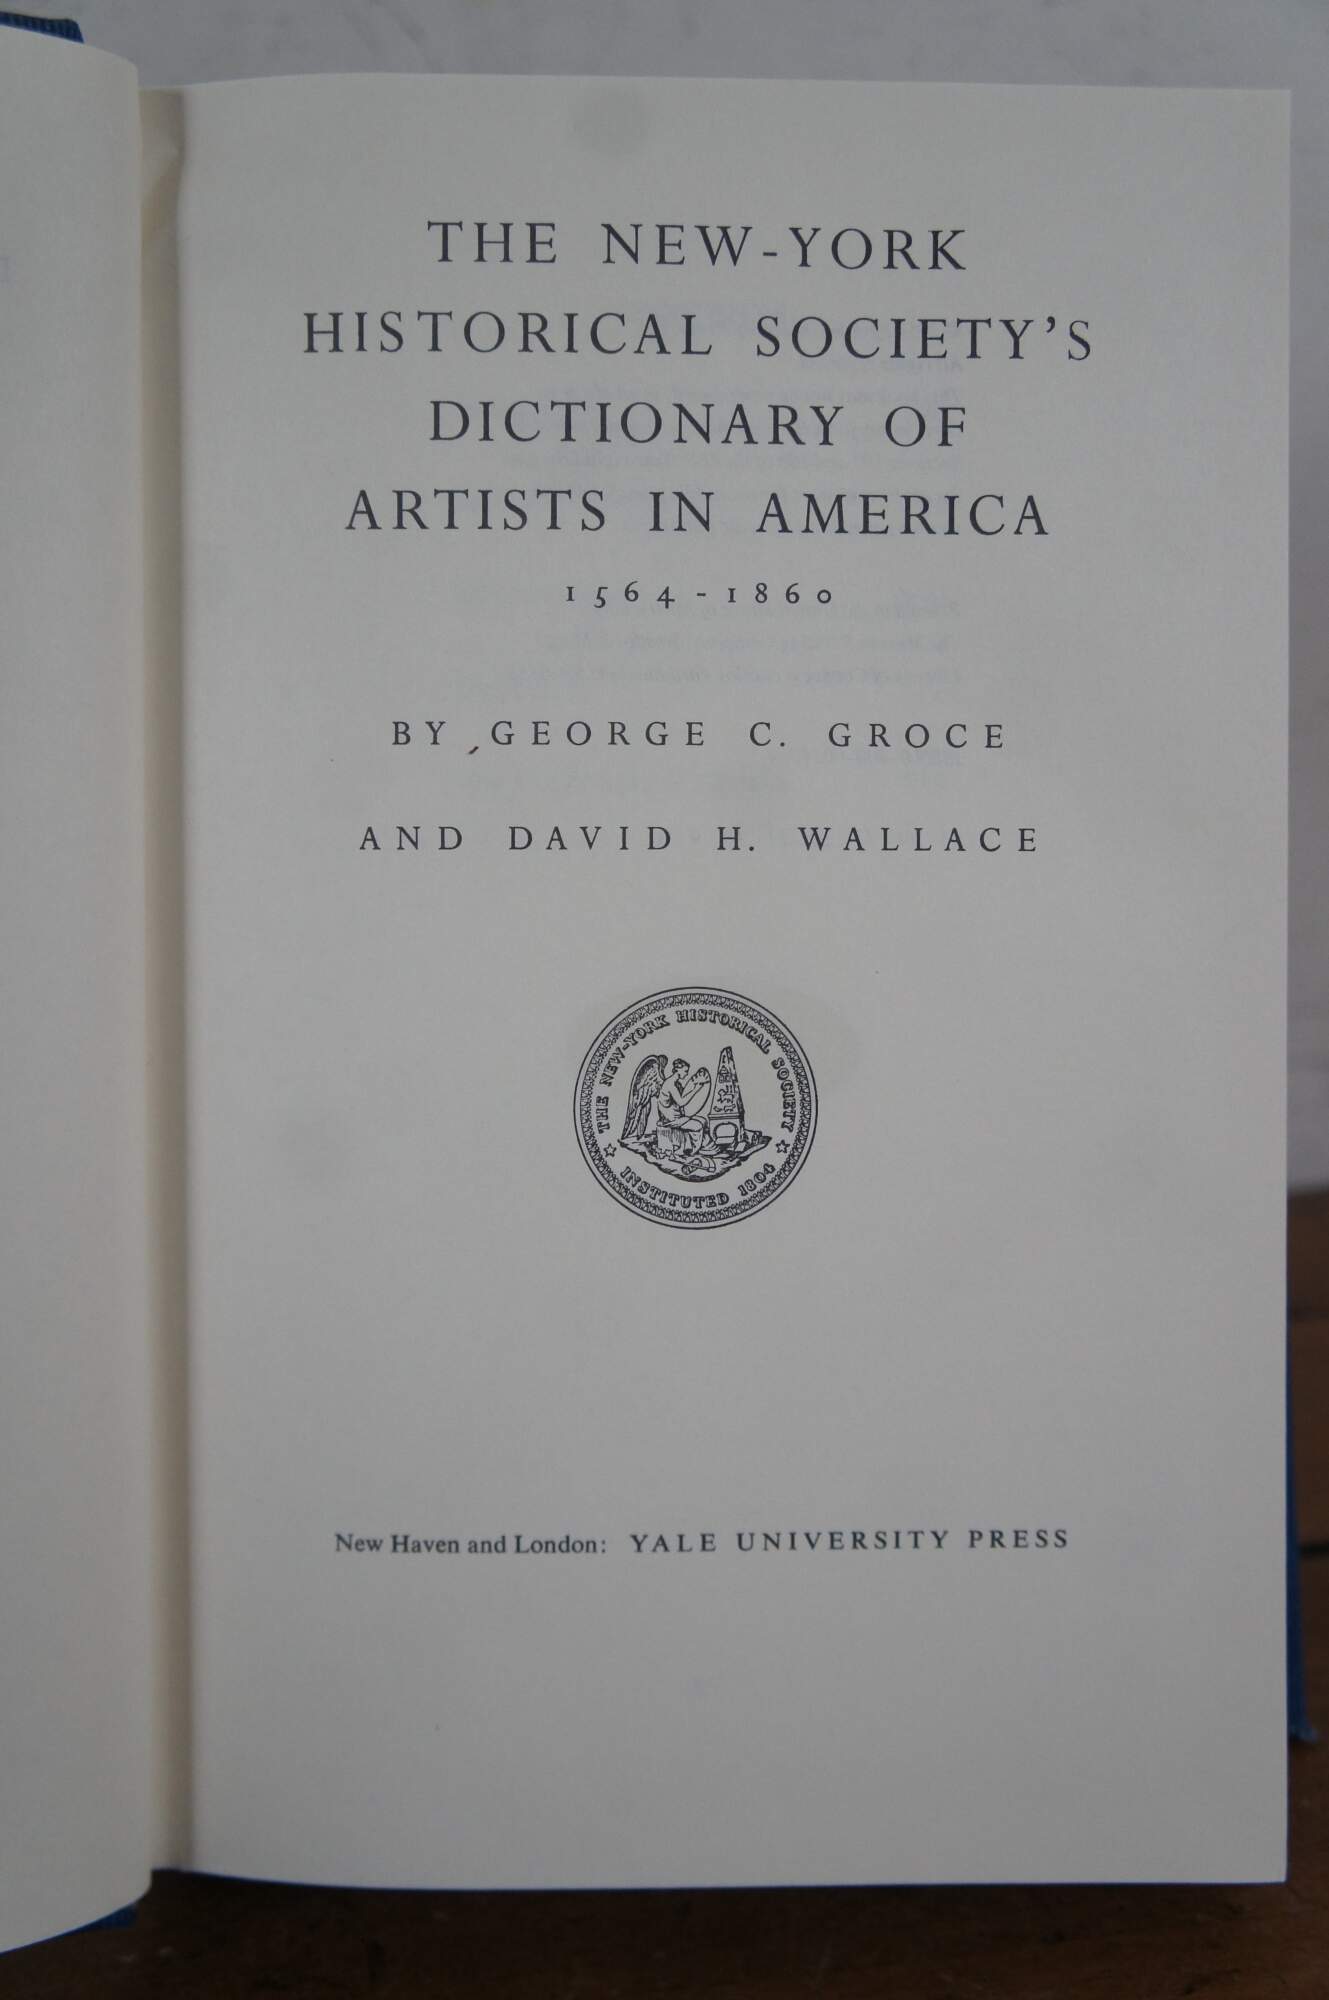 THE NEW-YORK
HISTORICAL SOCIETY'S
DICTIONARY OF
ARTISTS IN AMERICA
1564-1860
BY GEORGE C. GROCE
AND DAVID H. WALLACE
THE NEW-YORK HISTORICAL SOCIETY
INSTITUTED 1804
New Haven and London: YALE UNIVERSITY PRESS